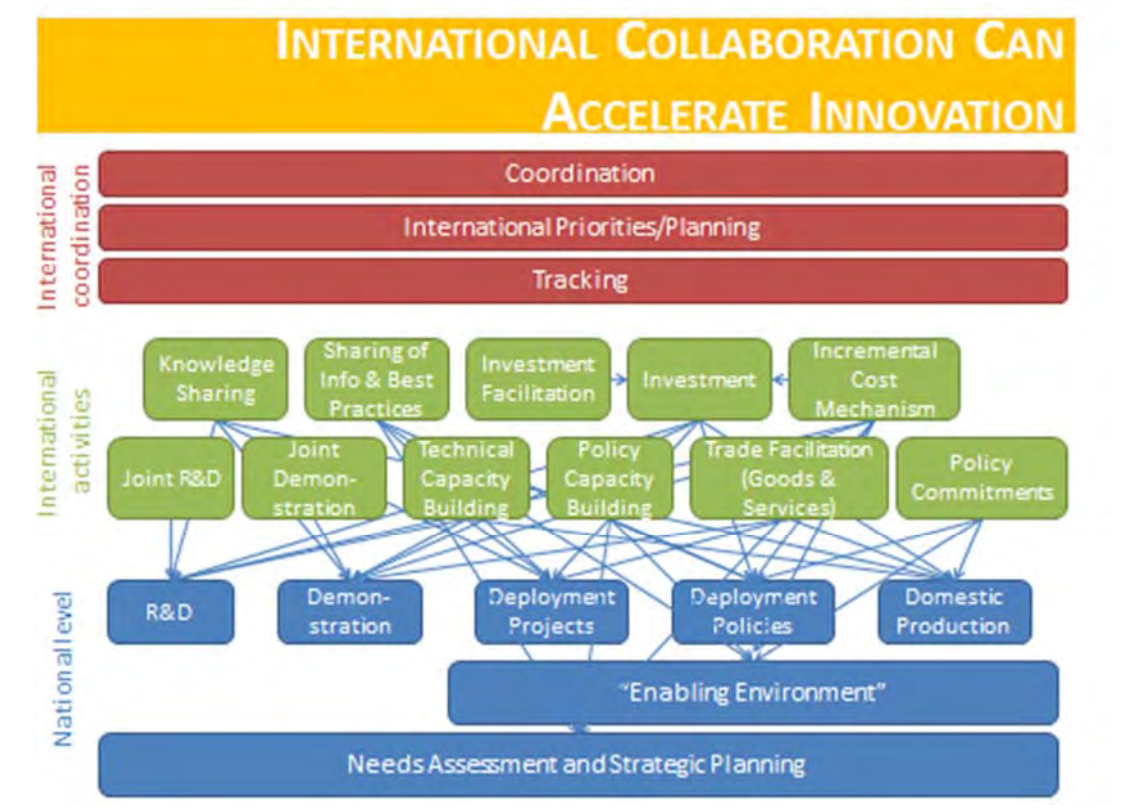 INTERNATIONAL COLLABORATION CAN
ACCELERATE INNOVATION
International
coordination
Coordination
International Priorities/Planning
Tracking
International
activities
Knowledge
Sharing
Sharing of
Info & Best
Practices
Investment
Facilitation
Investment
Incremental
Cost
Mechanism
Joint R&D
Joint
Demon-
stration
Technical
Capacity
Building
Policy
Capacity
Building
Trade Facilitation
(Goods &
Services)
Policy
Commitments
National level
R&D
Demon-
stration
Deployment
Projects
Deployment
Policies
Domestic
Production
“Enabling Environment”
Needs Assessment and Strategic Planning